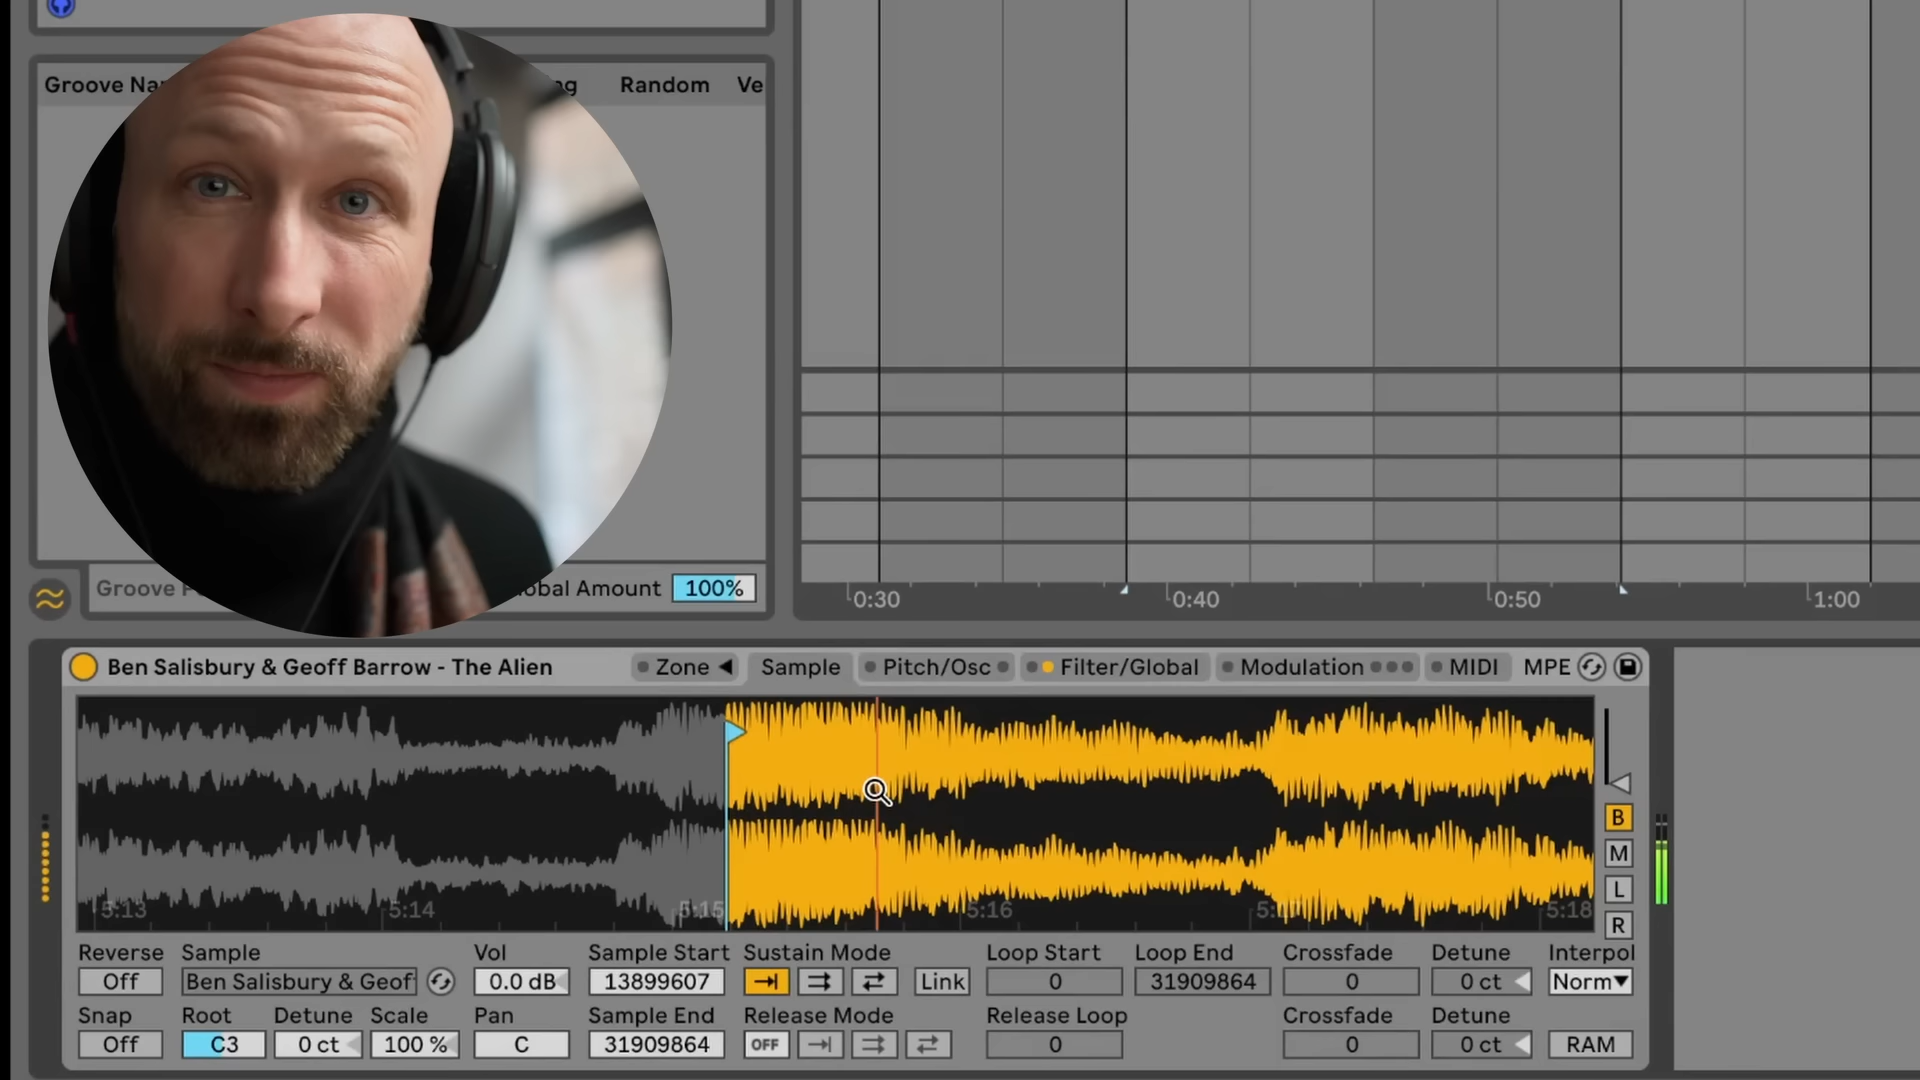 Random Ve
Groove
Global Amount 100%
0:30 0:40 0:50 1:00
Ben Salisbury & Geoff Barrow - The Alien Zone Sample Pitch/Osc Filter/Global Modulation MIDI MPE
B
M
L
R
5:13 5:14 5:15 5:16 5:18
Reverse Sample Vol Sample Start Sustain Mode Loop Start Loop End Crossfade Detune Interpol
Off Ben Salisbury & Geof 0.0 dB 13899607 Link 0 31909864 0 0 ct Norm
Snap Root Detune Scale Pan Sample End Release Mode Release Loop Crossfade Detune
Off C3 0 ct 100 % C 31909864 OFF 0 0 0 ct RAM